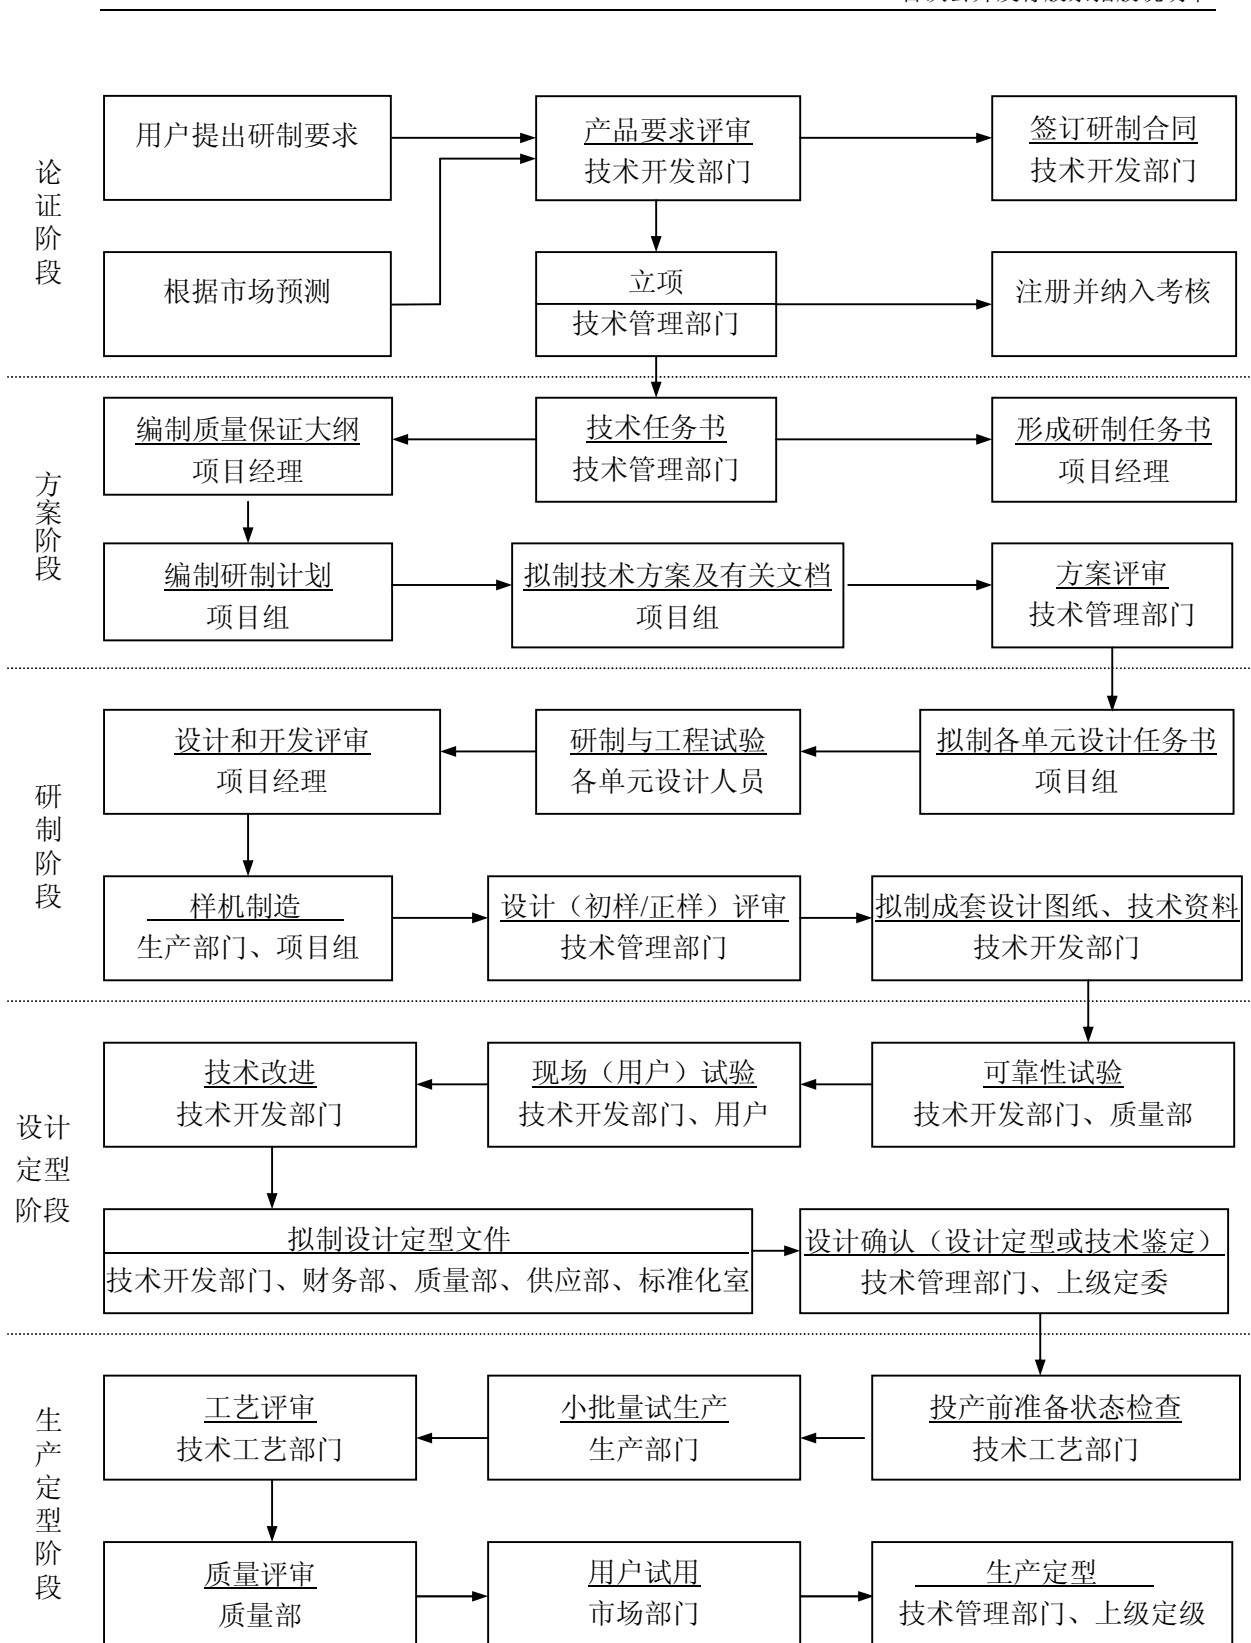 论证阶段
用户提出研制要求
产品要求评审
技术开发部门
签订研制合同
技术开发部门
根据市场预测
立项
技术管理部门
注册并纳入考核
方案阶段
编制质量保证大纲
项目经理
技术任务书
技术管理部门
形成研制任务书
项目经理
编制研制计划
项目组
拟制技术方案及有关文档
项目组
方案评审
技术管理部门
研制阶段
设计和开发评审
项目经理
研制与工程试验
各单元设计人员
拟制各单元设计任务书
项目组
样机制造
生产部门、项目组
设计（初样/正样）评审
技术管理部门
拟制成套设计图纸、技术资料
技术开发部门
设计
定型
阶段
技术改进
技术开发部门
现场（用户）试验
技术开发部门、用户
可靠性试验
技术开发部门、质量部
拟制设计定型文件
技术开发部门、财务部、质量部、供应部、标准化室
设计确认（设计定型或技术鉴定）
技术管理部门、上级定委
生产定型阶段
工艺评审
技术工艺部门
小批量试生产
生产部门
投产前准备状态检查
技术工艺部门
质量评审
质量部
用户试用
市场部门
生产定型
技术管理部门、上级定级